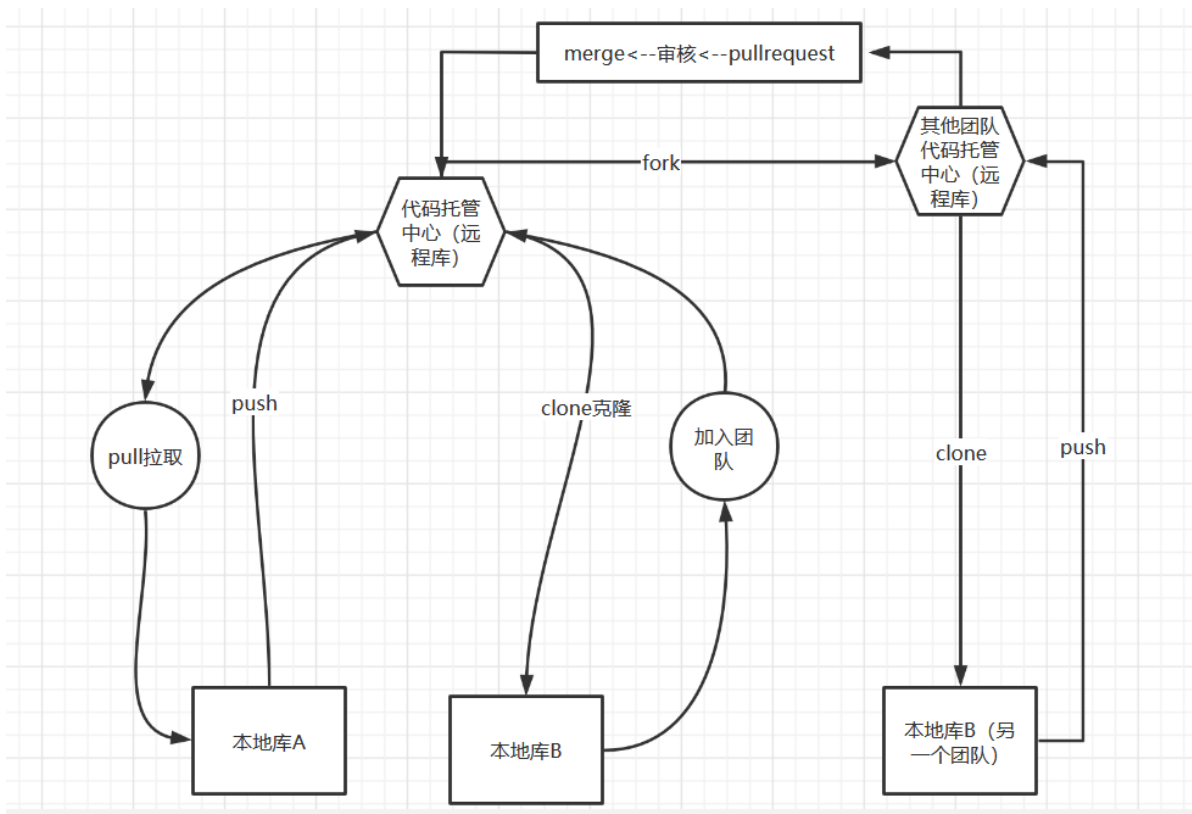 merge<--审核<--pullrequest
其他团队
代码托管
中心（远
程库）
fork
代码托管
中心（远
程库）
push
clone克隆
加入团
队
pull拉取
clone
push
本地库A
本地库B
本地库B（另
一个团队）